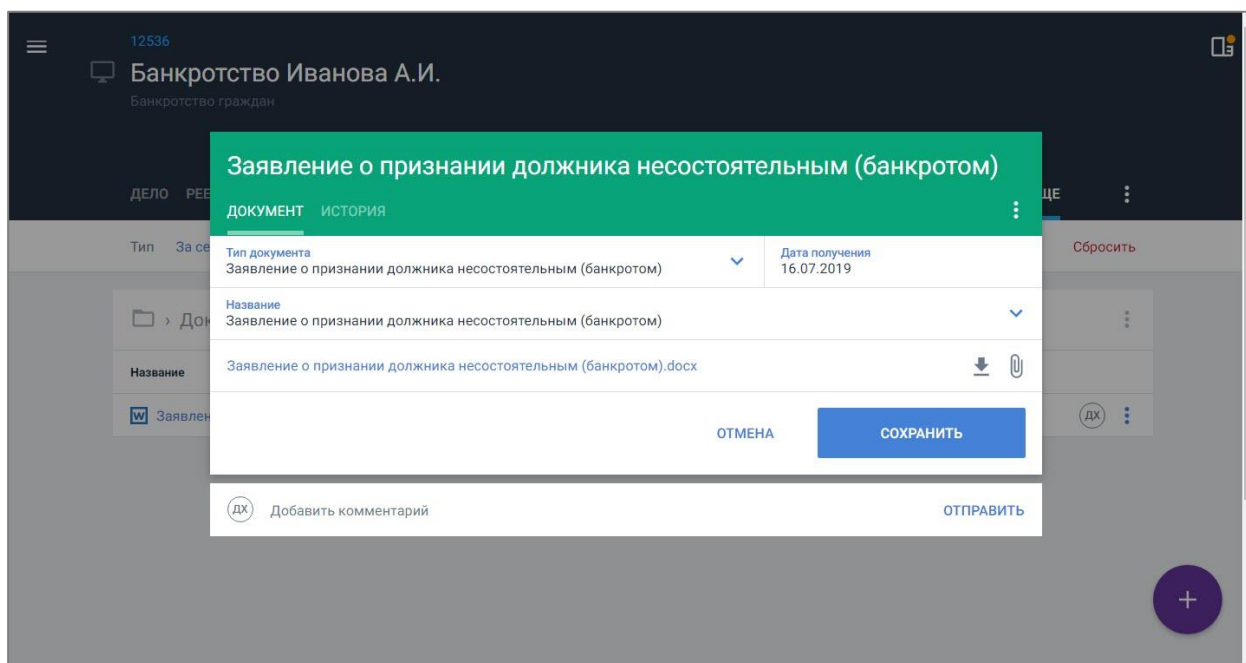 12536
Банкротство Иванова А.И.
Банкротство граждан
Заявление о признании должника несостоятельным (банкротом)
ДЕЛО
ДОКУМЕНТ ИСТОРИЯ
Тип За
Сбросить
Тип документа
Заявление о признании должника несостоятельным (банкротом)
Дата получения
16.07.2019
Название
Заявление о признании должника несостоятельным (банкротом)
Название
Заявление о признании должника несостоятельным (банкротом).docx
W
ДХ
ОТМЕНА СОХРАНИТЬ
ДХ Добавить комментарий ОТПРАВИТЬ